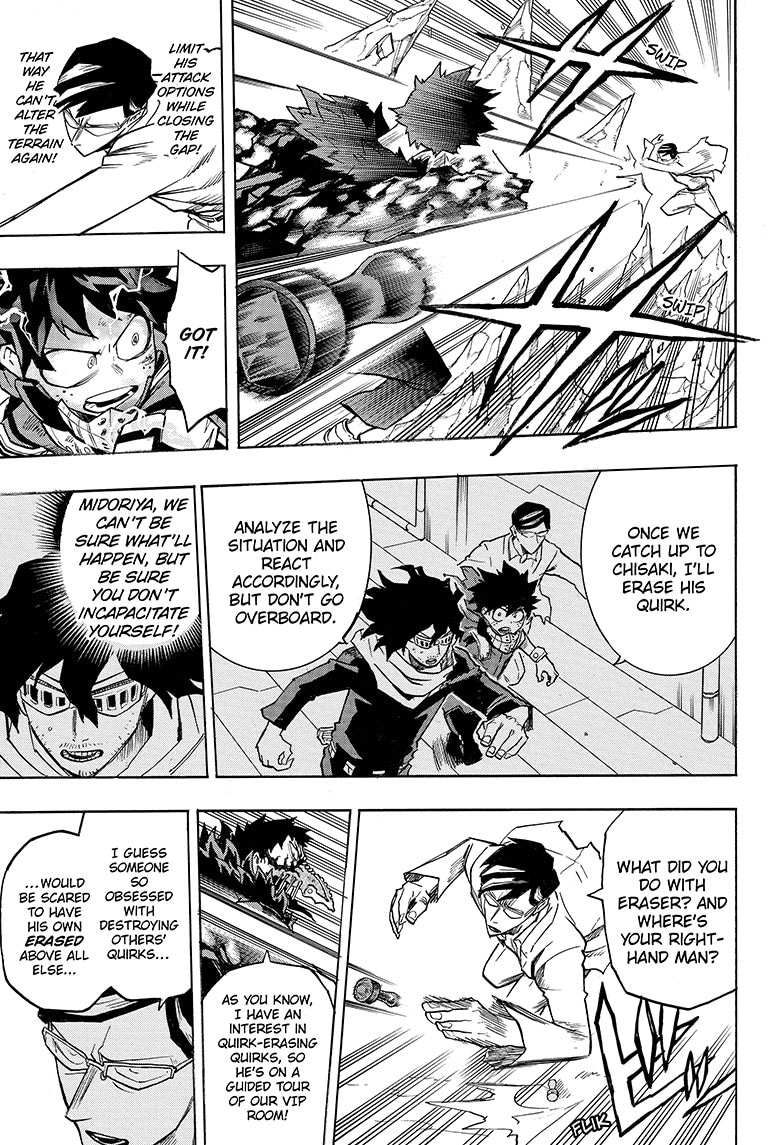 SWIP
SWIP
LIMIT
HIS
ATTACK
OPTIONS
WHILE
CLOSING
THE
GAP!
THAT
WAY
HE
CAN'T
ALTER
THE
TERRAIN
AGAIN!
GOT
IT!
ONCE WE
CATCH UP TO
CHISAKI, I'LL
ERASE HIS
QUIRK.
ANALYZE THE
SITUATION AND
REACT
ACCORDINGLY,
BUT DON'T GO
OVERBOARD.
MIDORIYA, WE
CAN'T BE
SURE WHAT'LL
HAPPEN, BUT
BE SURE
YOU DON'T
INCAPACITATE
YOURSELF!
WHAT DID YOU
DO WITH
ERASER? AND
WHERE'S
YOUR RIGHT-
HAND MAN?
FLIK
AS YOU KNOW,
I HAVE AN
INTEREST IN
QUIRK-ERASING
QUIRKS, SO
HE'S ON A
GUIDED TOUR
OF OUR VIP
ROOM!
I GUESS
SOMEONE
SO
OBSESSED
WITH
DESTROYING
OTHERS'
QUIRKS...
...WOULD
BE SCARED
TO HAVE
HIS OWN
ERASED
ABOVE ALL
ELSE...